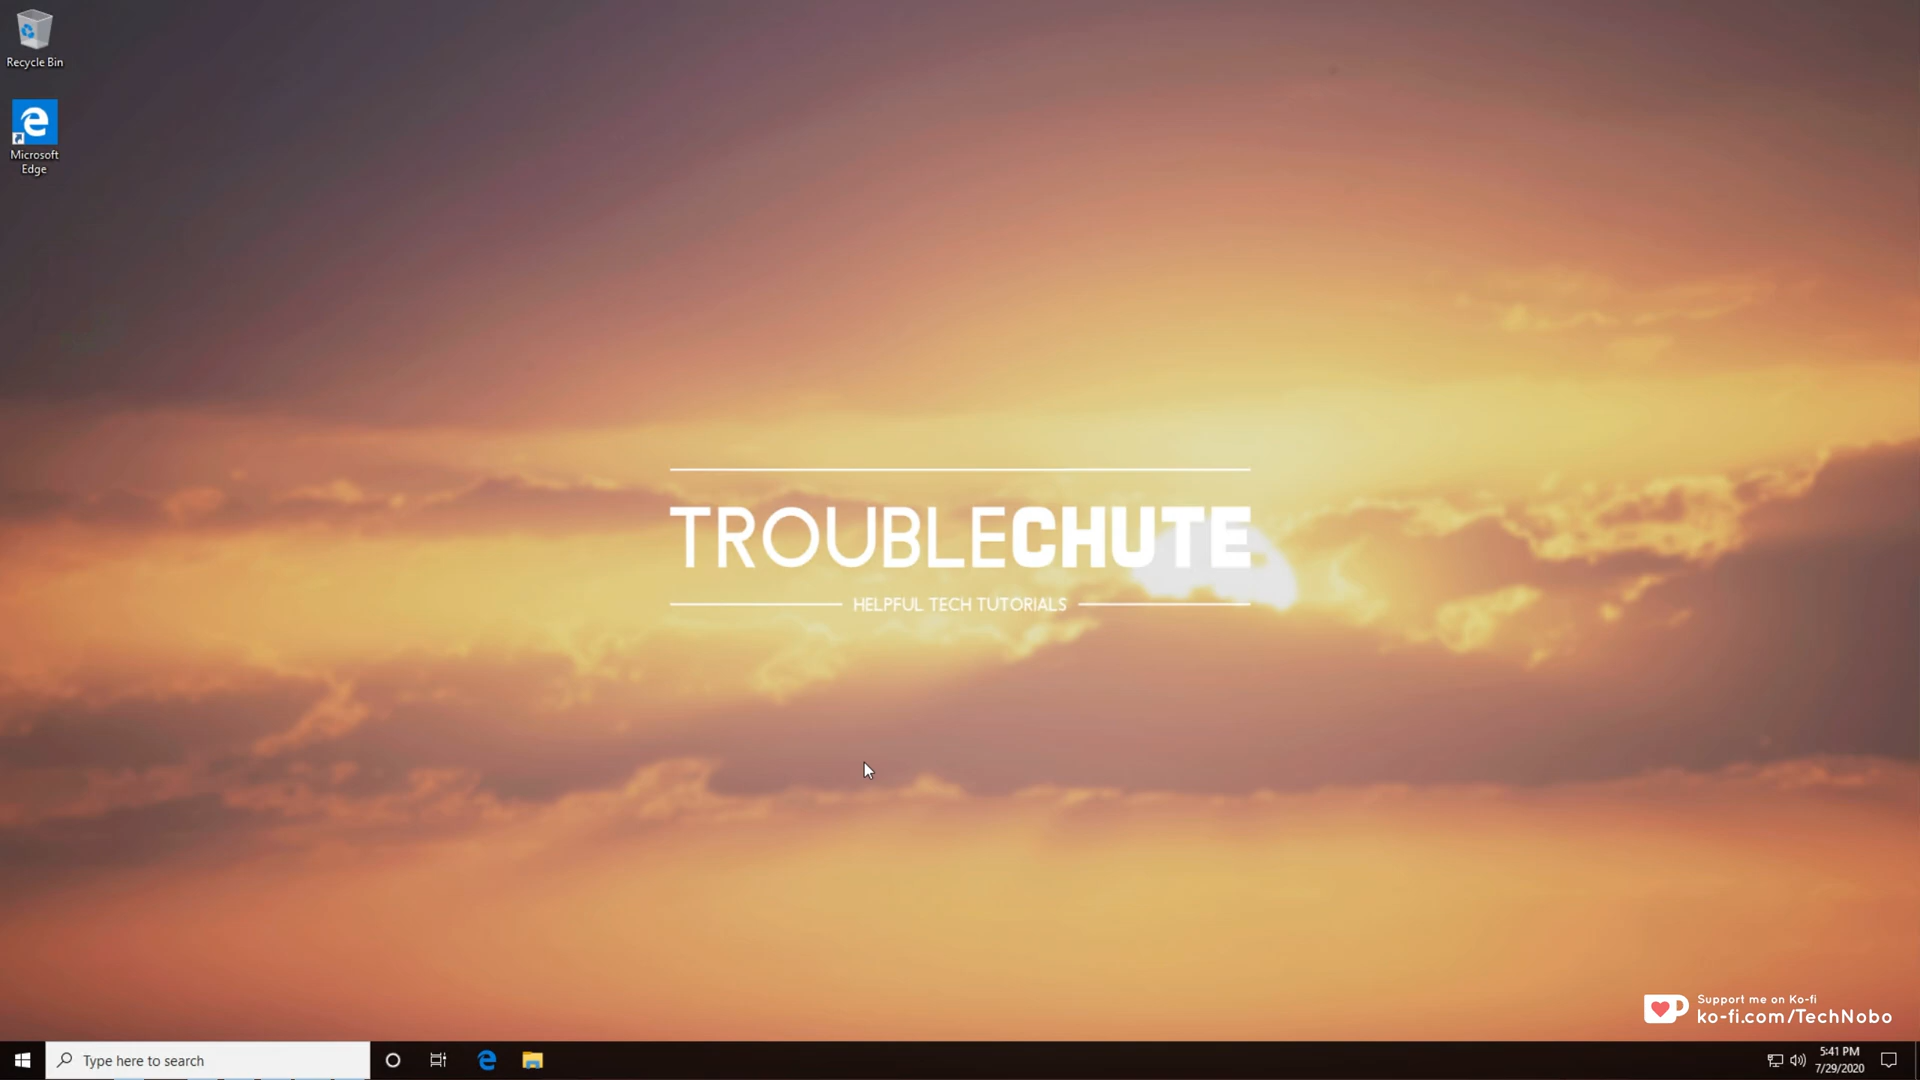 Recycle Bin
Microsoft
Edge
TROUBLECHUTE
HELPFUL TECH TUTORIALS
Support me on Ko-fi
ko-fi.com/TechNobo
Type here to search
5:41 PM
7/29/2020